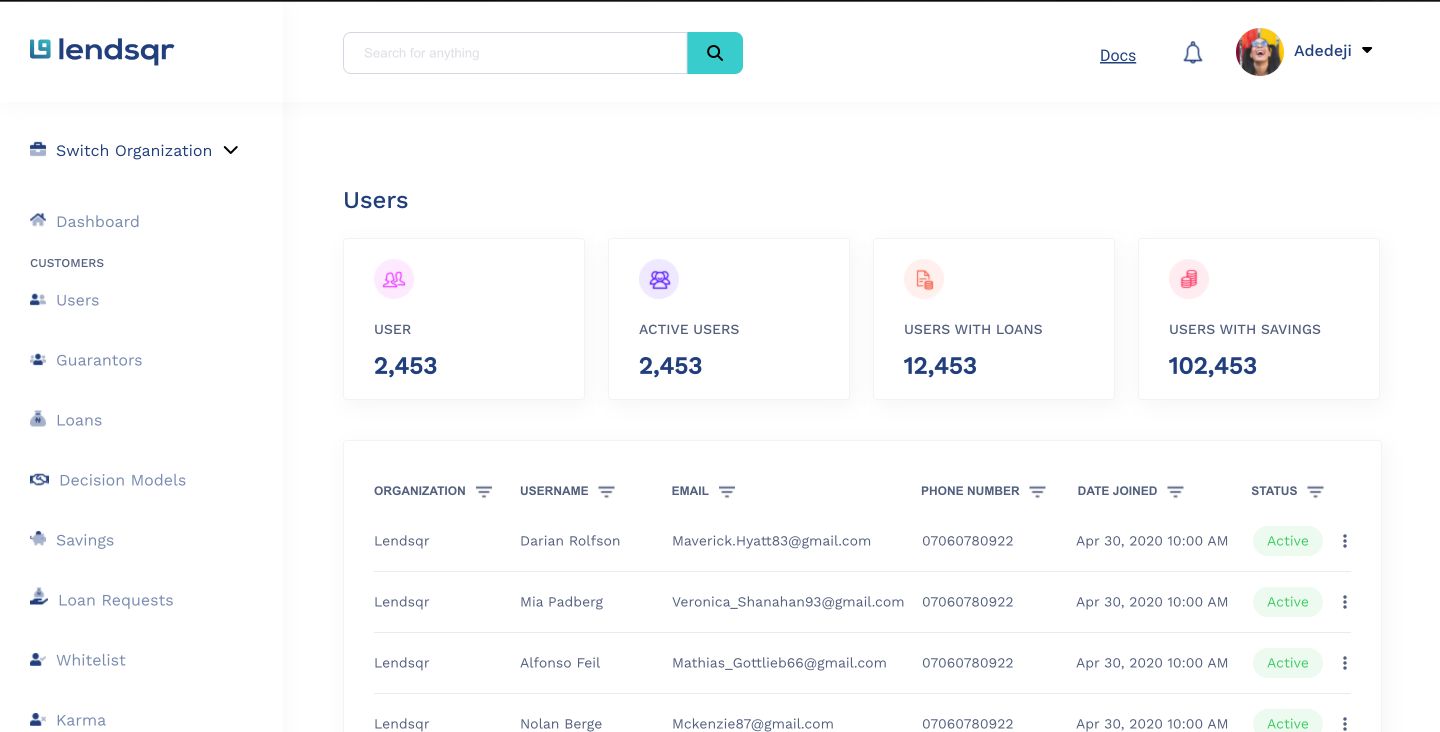 lendsqr
Search for anything
Docs
Adedeji
Switch Organization
Dashboard
CUSTOMERS
Users
Guarantors
Loans
Decision Models
Savings
Loan Requests
Whitelist
Karma
Users
USER
2,453
ACTIVE USERS
2,453
USERS WITH LOANS
12,453
USERS WITH SAVINGS
102,453
ORGANIZATION USERNAME EMAIL PHONE NUMBER DATE JOINED STATUS
Lendsqr Darian Rolfson Maverick.Hyatt83@gmail.com 07060780922 Apr 30, 2020 10:00 AM Active
Lendsqr Mia Padberg Veronica_Shanahan93@gmail.com 07060780922 Apr 30, 2020 10:00 AM Active
Lendsqr Alfonso Feil Mathias_Gottlieb66@gmail.com 07060780922 Apr 30, 2020 10:00 AM Active
Lendsqr Nolan Berge Mckenzie87@gmail.com 07060780922 Apr 30, 2020 10:00 AM Active